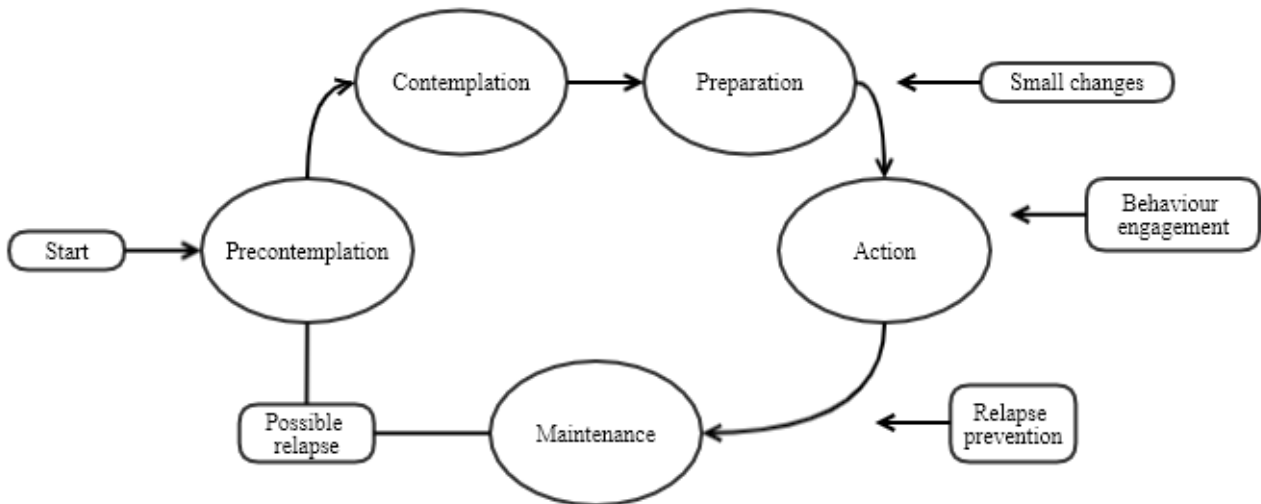 Contemplation
Preparation
Small changes
Start
Precontemplation
Action
Behaviour
engagement
Possible
relapse
Maintenance
Relapse
prevention